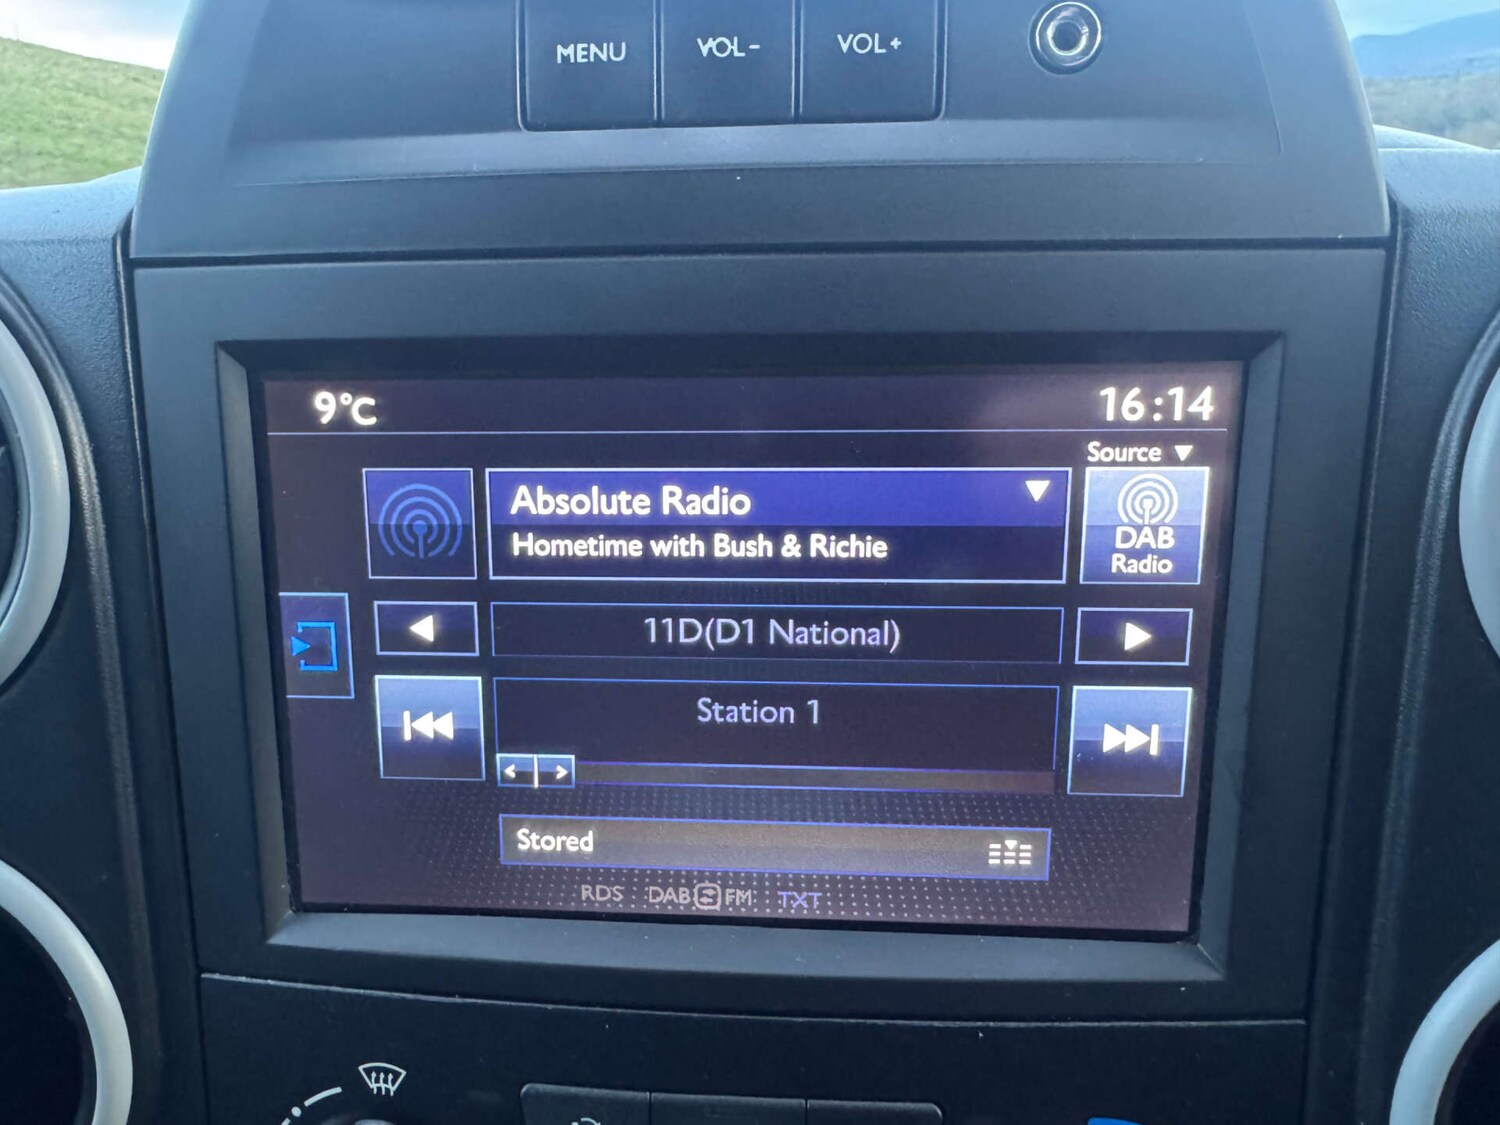 MENU VOL- VOL+
9°C 16:14
Source
Absolute Radio
Hometime with Bush & Richie
DAB
Radio
11D(D1 National)
Station 1
Stored
RDS DAB FM TXT